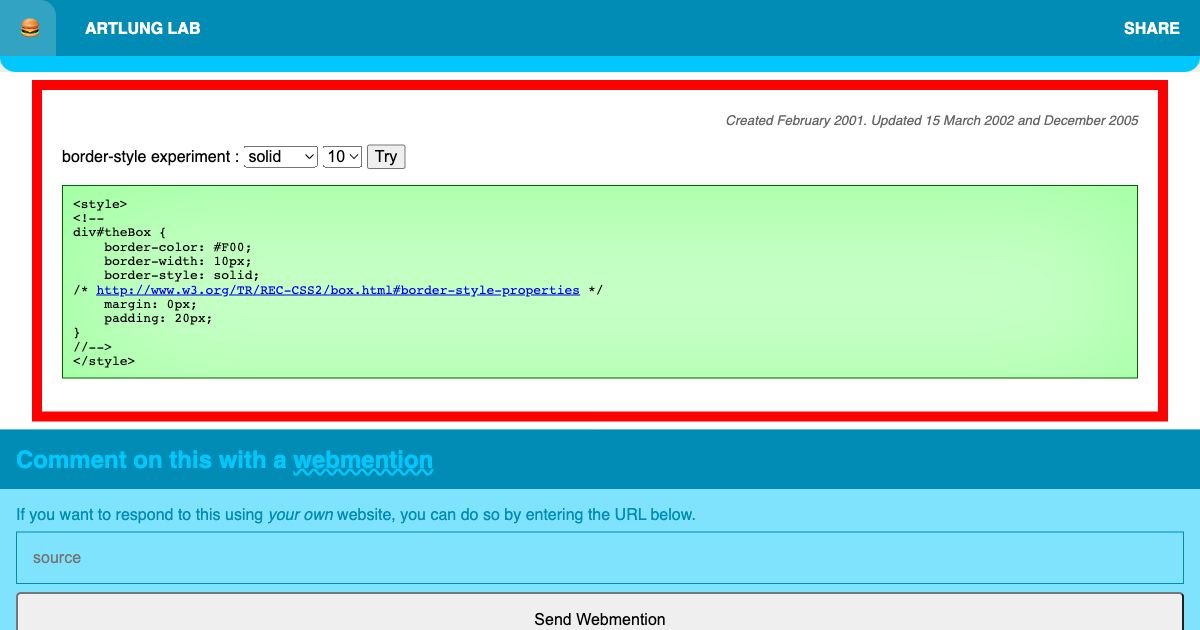 ARTLUNG LAB
SHARE
Created February 2001. Updated 15 March 2002 and December 2005
border-style experiment : solid 10 Try
<style>
<!--
div#theBox {
    border-color: #F00;
    border-width: 10px;
    border-style: solid;
/* http://www.w3.org/TR/REC-CSS2/box.html#border-style-properties */
    margin: 0px;
    padding: 20px;
}
//-->
</style>
Comment on this with a webmention
If you want to respond to this using your own website, you can do so by entering the URL below.
source
Send Webmention